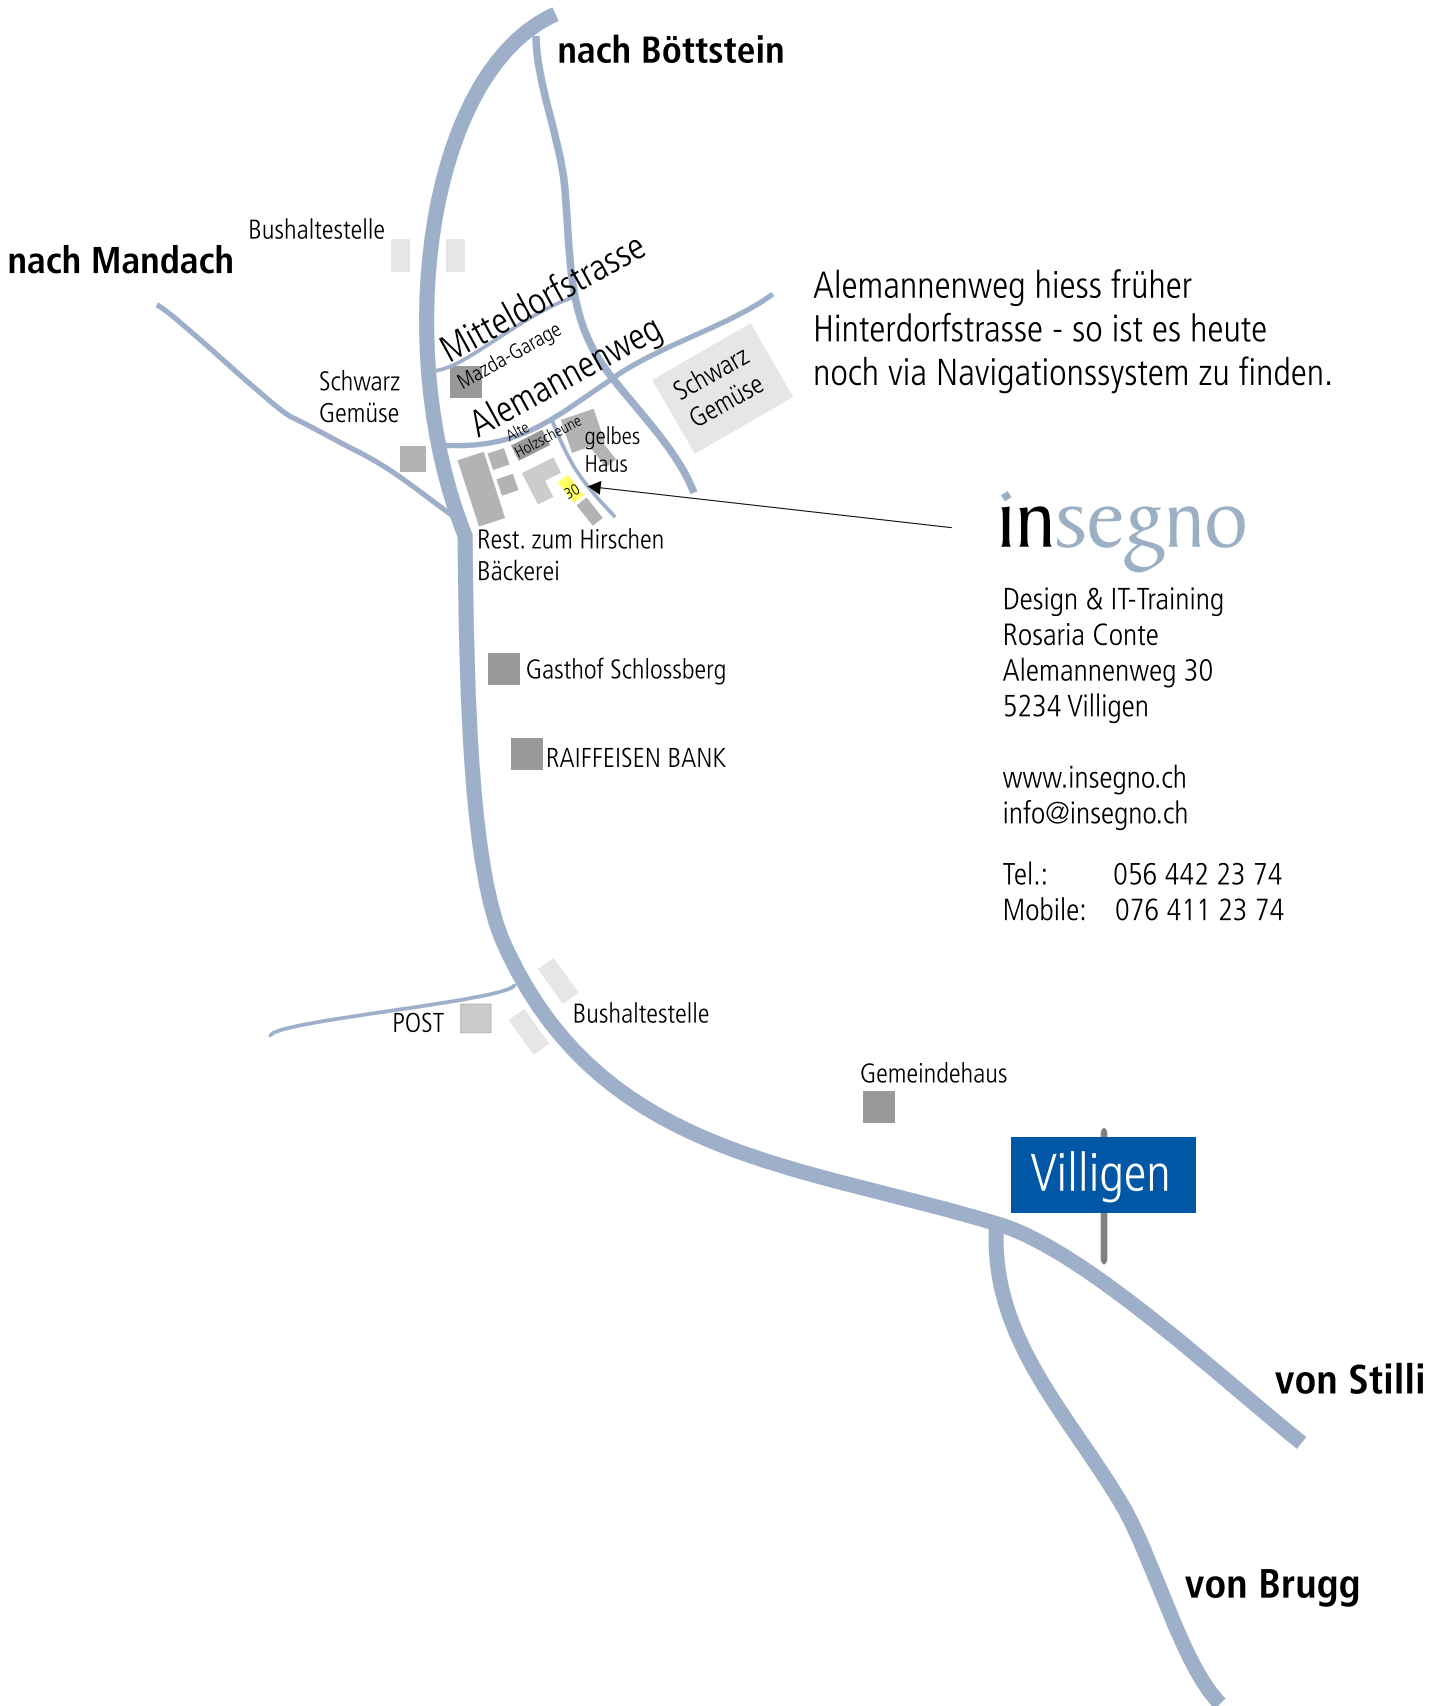 nach Böttstein
Bushaltestelle
nach Mandach
Mitteldorfstrasse
Mazda-Garage
Alemannenweg
Alemannenweg hiess früher
Hinterdorfstrasse - so ist es heute
noch via Navigationssystem zu finden.
Schwarz
Gemüse
Schwarz
Gemüse
Alte
Holzscheune
gelbes
Haus
30
Rest. zum Hirschen
Bäckerei
insegno
Design & IT-Training
Rosaria Conte
Alemannenweg 30
5234 Villigen
www.insegno.ch
info@insegno.ch
Tel.: 056 442 23 74
Mobile: 076 411 23 74
Gasthof Schlossberg
RAIFFEISEN BANK
POST
Bushaltestelle
Gemeindehaus
Villigen
von Stilli
von Brugg